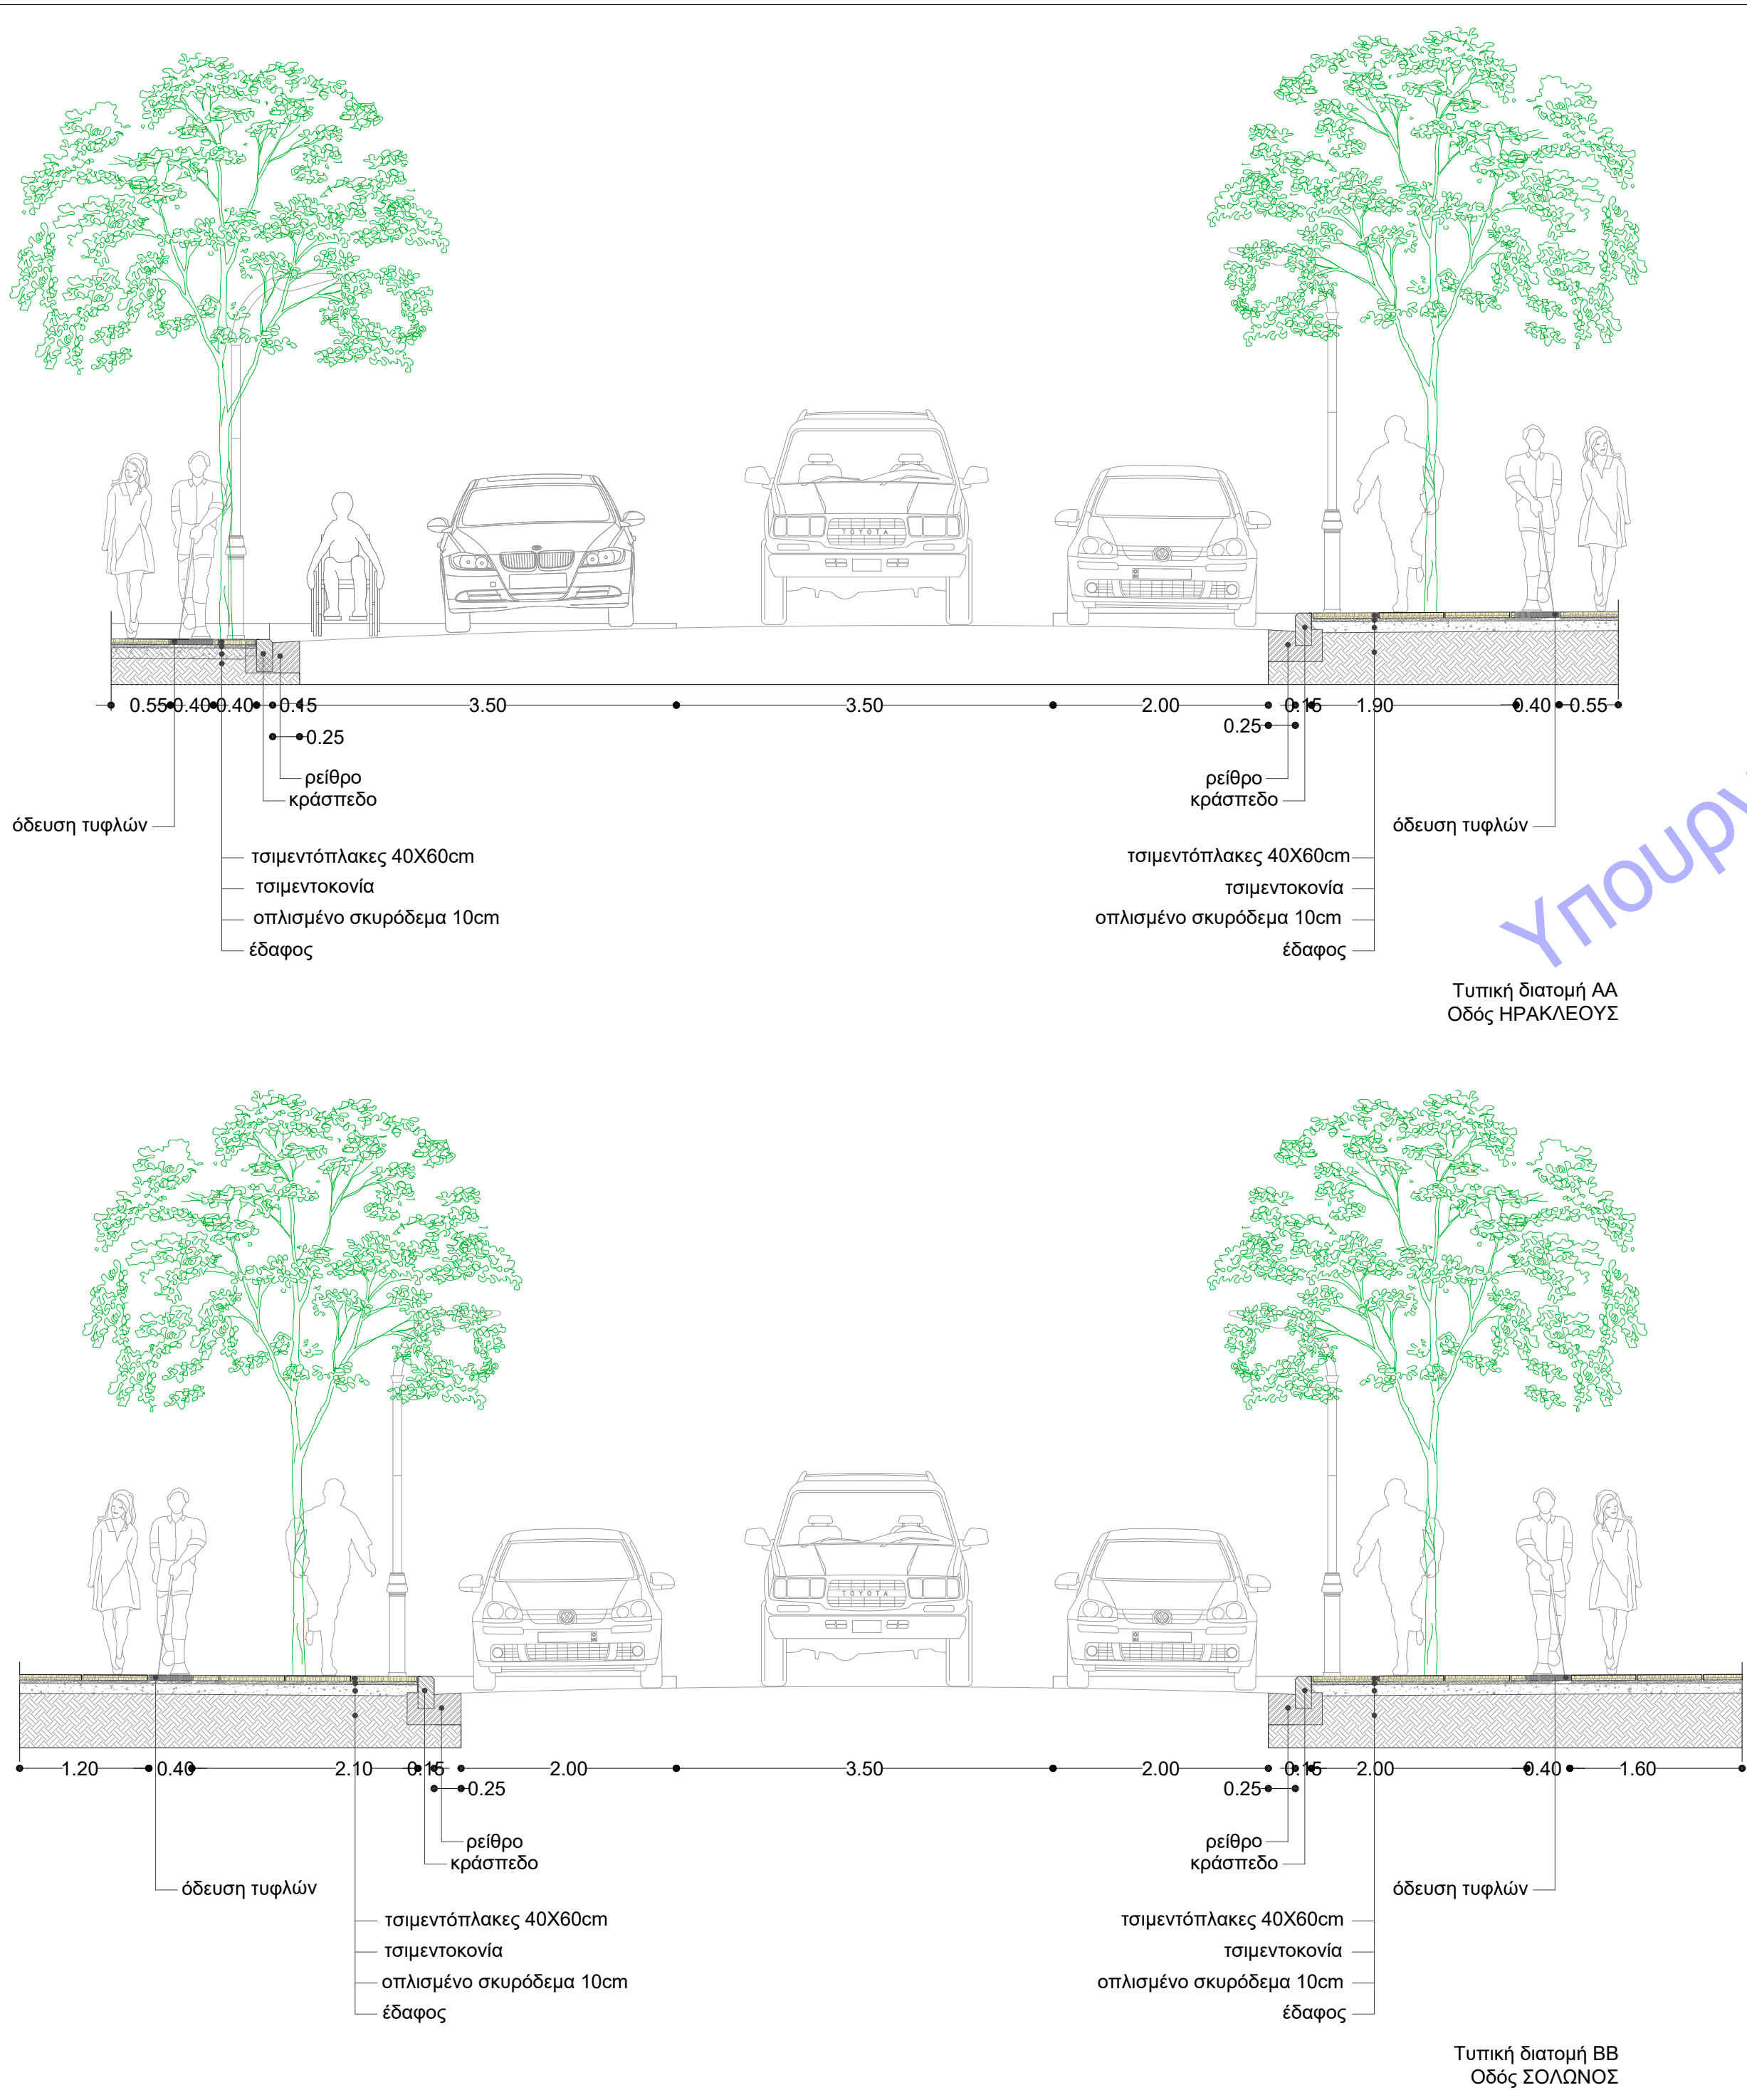 TOYOTA
0.55 0.40 0.40 0.15 3.50 3.50 2.00 0.15 1.90 0.40 0.55
0.25 0.25
ρείθρο ρείθρο
κράσπεδο κράσπεδο
όδευση τυφλών όδευση τυφλών
τσιμεντόπλακες 40X60cm τσιμεντόπλακες 40X60cm
τσιμεντοκονία τσιμεντοκονία
οπλισμένο σκυρόδεμα 10cm οπλισμένο σκυρόδεμα 10cm
έδαφος έδαφος
Τυπική διατομή ΑΑ
Οδός ΗΡΑΚΛΕΟΥΣ
TOYOTA
1.20 0.40 2.10 0.15 2.00 3.50 2.00 0.15 2.00 0.40 1.60
0.25 0.25
ρείθρο ρείθρο
κράσπεδο κράσπεδο
όδευση τυφλών όδευση τυφλών
τσιμεντόπλακες 40X60cm τσιμεντόπλακες 40X60cm
τσιμεντοκονία τσιμεντοκονία
οπλισμένο σκυρόδεμα 10cm οπλισμένο σκυρόδεμα 10cm
έδαφος έδαφος
Τυπική διατομή ΒΒ
Οδός ΣΟΛΩΝΟΣ